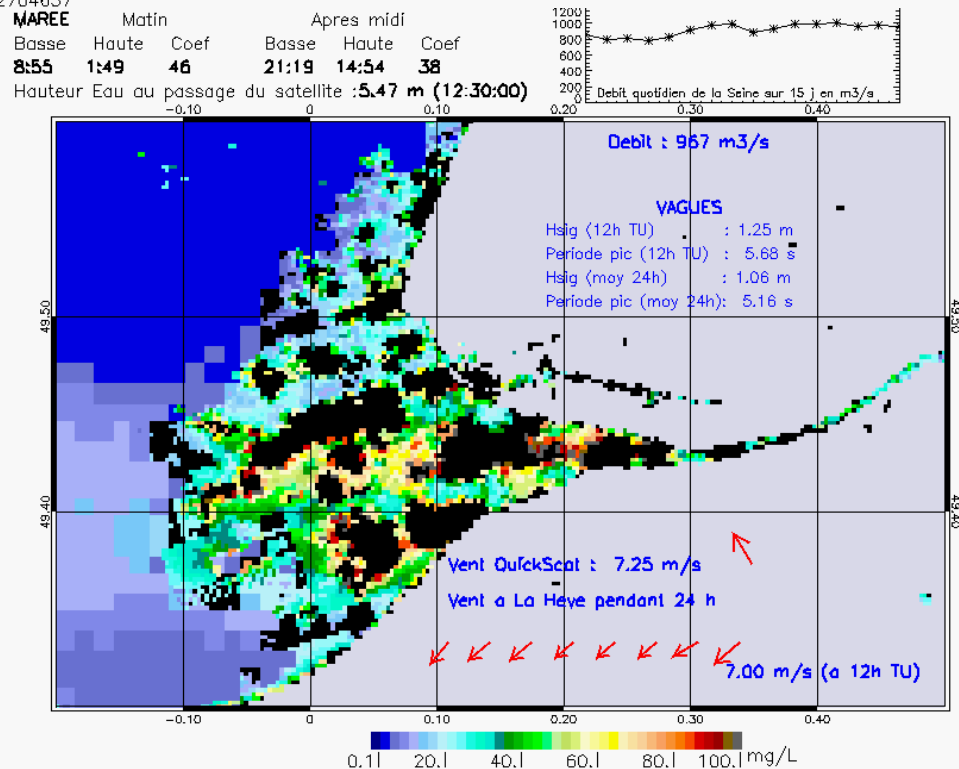 MAREE Matin Apres midi
Basse Haute Coef Basse Haute Coef
8:55 1:49 46 21:19 14:54 38
Hauteur Eau au passage du satellite :5.47 m (12:30:00)
1200
1000
800
600
400
200
0
Debit quotidien de la Seine sur 15 j en m3/s
-0.10 0 0.10 0.20 0.30 0.40
Debit : 967 m3/s
VAGUES
Hsig (12h TU) : 1.25 m
Periode pic (12h TU) : 5.68 s
Hsig (moy 24h) : 1.06 m
Periode pic (moy 24h): 5.16 s
49.50 49.50
49.40 49.40
Vent QuickScat : 7.25 m/s
Vent a La Heve pendant 24 h
7.00 m/s (a 12h TU)
-0.10 0 0.10 0.20 0.30 0.40
0.1| 20.| 40.| 60.| 80.| 100.| mg/L